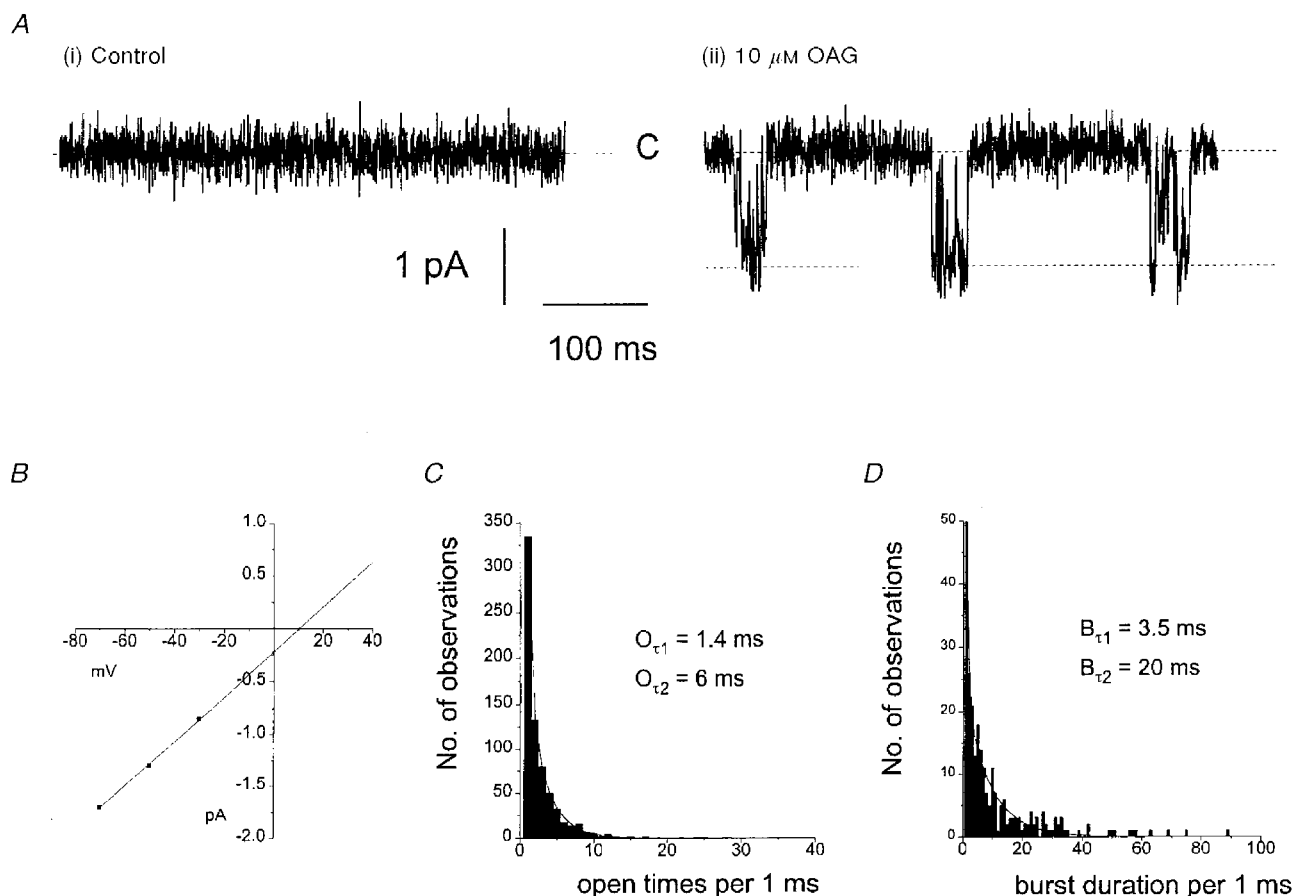 A
(i) Control
(ii) 10 μM OAG
C
1 pA
100 ms
B
1.0
0.5
-80 -60 -40 -20 20 40
mV
-0.5
-1.0
-1.5
pA
-2.0
C
No. of observations
350
300
250
200
150
100
50
0
0 10 20 30 40
open times per 1 ms
Oτ1 = 1.4 ms
Oτ2 = 6 ms
D
No. of observations
50
40
30
20
10
0
0 20 40 60 80 100
burst duration per 1 ms
Bτ1 = 3.5 ms
Bτ2 = 20 ms